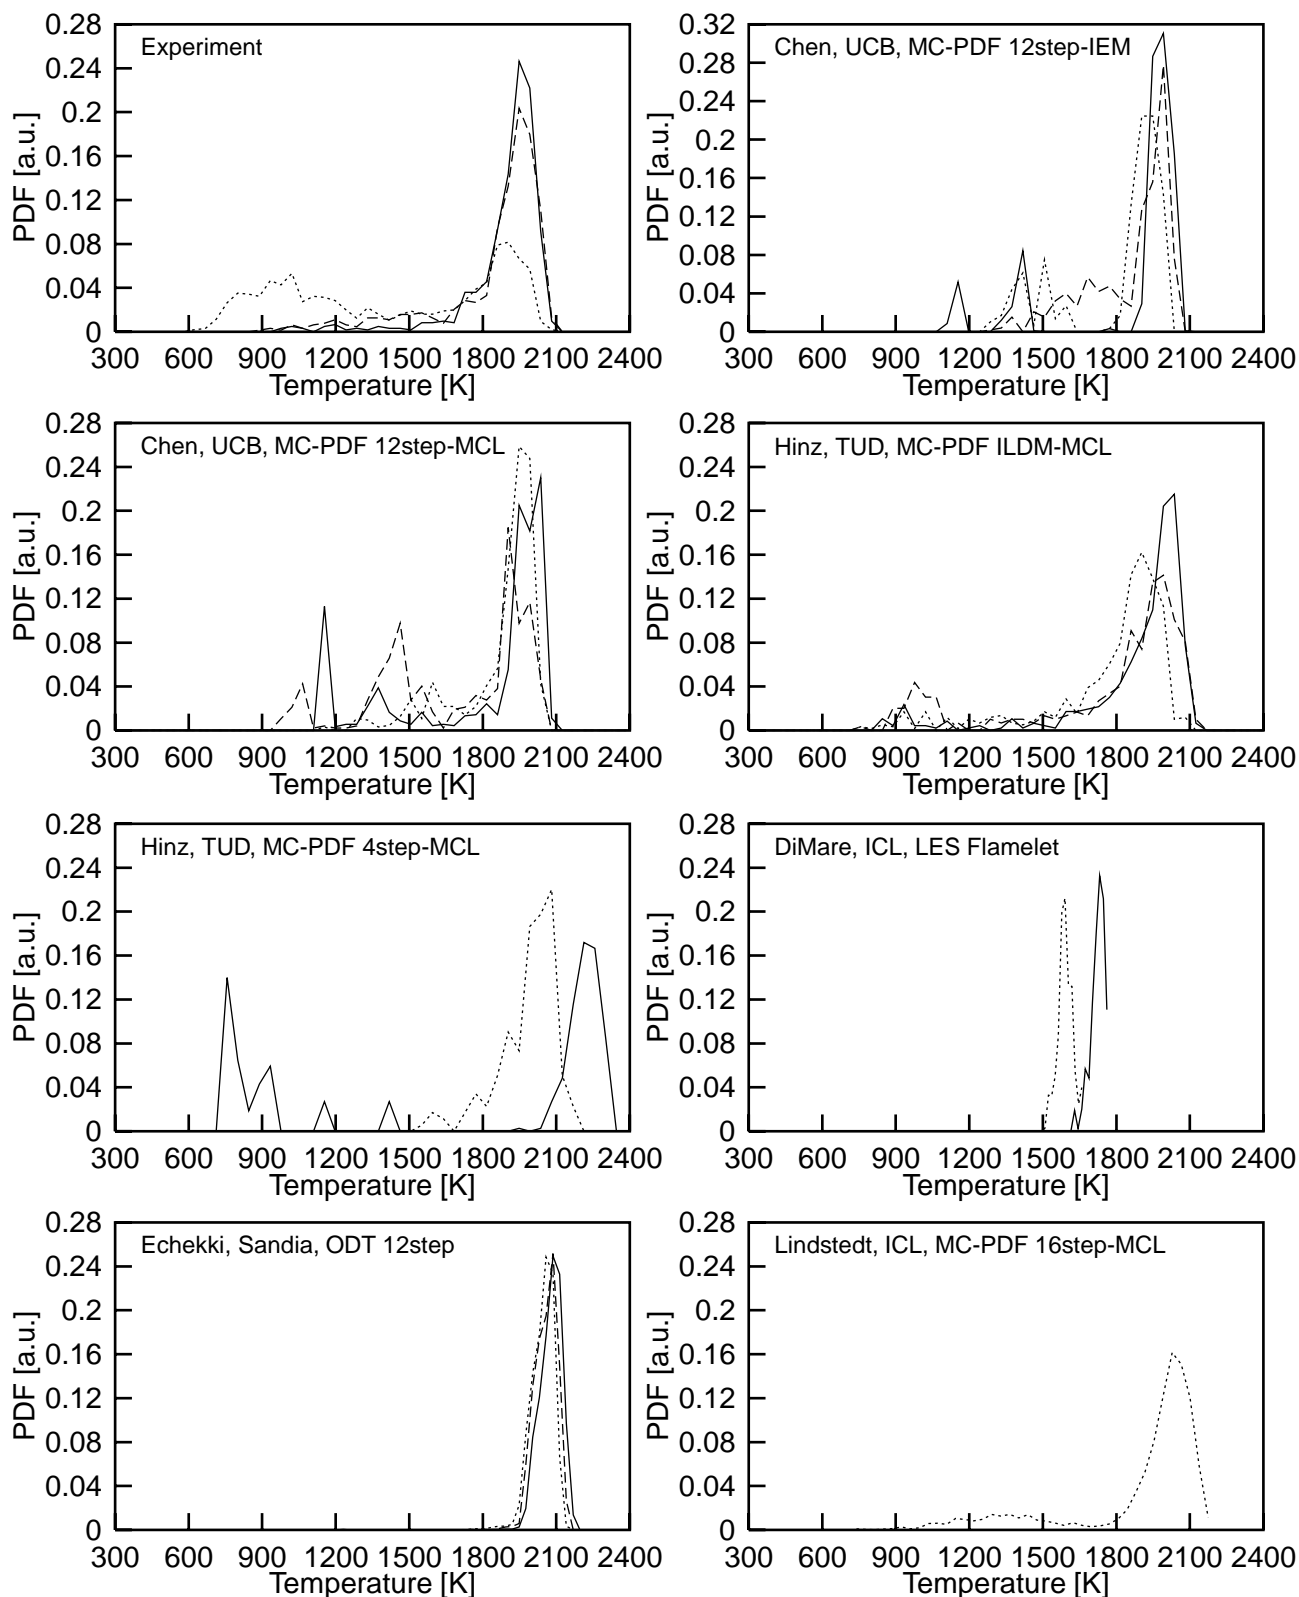 0.28
0.24
0.2
0.16
0.12
0.08
0.04
0
PDF [a.u.]
Experiment
300 600 900 1200 1500 1800 2100 2400
Temperature [K]
0.32
0.28
0.24
0.2
0.16
0.12
0.08
0.04
0
PDF [a.u.]
Chen, UCB, MC-PDF 12step-IEM
300 600 900 1200 1500 1800 2100 2400
Temperature [K]
0.28
0.24
0.2
0.16
0.12
0.08
0.04
0
PDF [a.u.]
Chen, UCB, MC-PDF 12step-MCL
300 600 900 1200 1500 1800 2100 2400
Temperature [K]
0.28
0.24
0.2
0.16
0.12
0.08
0.04
0
PDF [a.u.]
Hinz, TUD, MC-PDF ILDM-MCL
300 600 900 1200 1500 1800 2100 2400
Temperature [K]
0.28
0.24
0.2
0.16
0.12
0.08
0.04
0
PDF [a.u.]
Hinz, TUD, MC-PDF 4step-MCL
300 600 900 1200 1500 1800 2100 2400
Temperature [K]
0.28
0.24
0.2
0.16
0.12
0.08
0.04
0
PDF [a.u.]
DiMare, ICL, LES Flamelet
300 600 900 1200 1500 1800 2100 2400
Temperature [K]
0.28
0.24
0.2
0.16
0.12
0.08
0.04
0
PDF [a.u.]
Echekki, Sandia, ODT 12step
300 600 900 1200 1500 1800 2100 2400
Temperature [K]
0.28
0.24
0.2
0.16
0.12
0.08
0.04
0
PDF [a.u.]
Lindstedt, ICL, MC-PDF 16step-MCL
300 600 900 1200 1500 1800 2100 2400
Temperature [K]